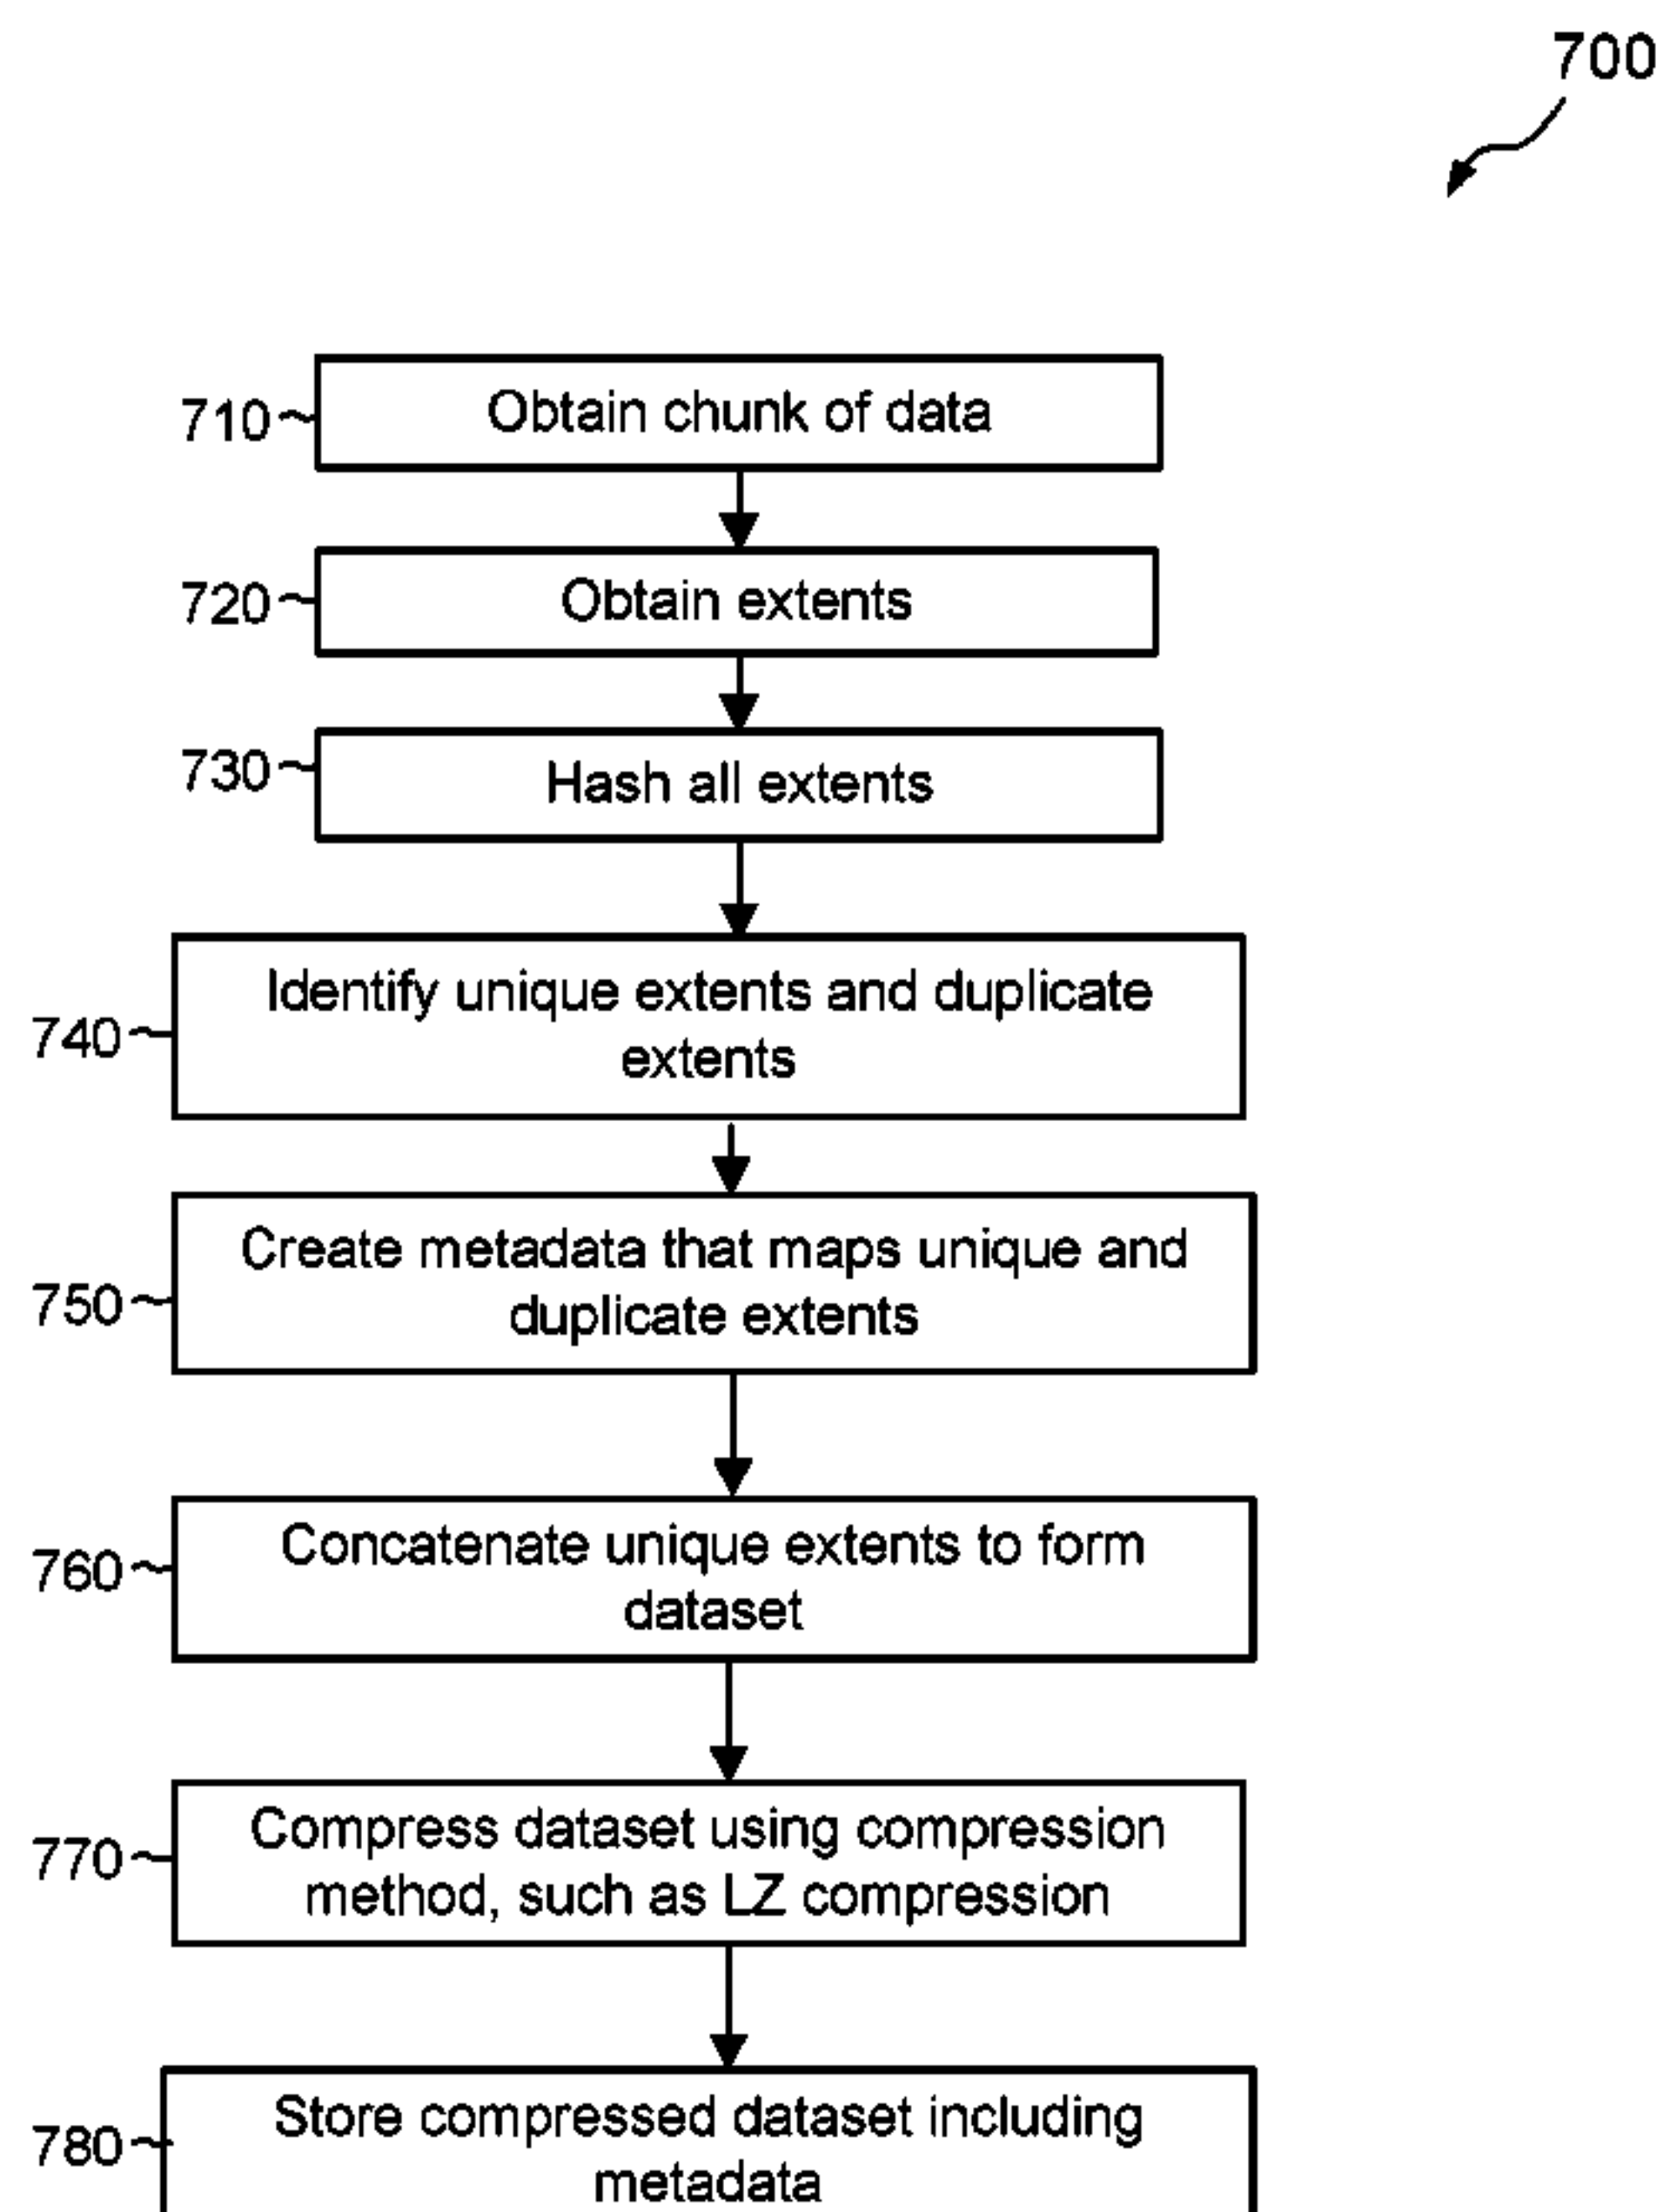 700
710
Obtain chunk of data
720
Obtain extents
730
Hash all extents
740
Identify unique extents and duplicate
extents
750
Create metadata that maps unique and
duplicate extents
760
Concatenate unique extents to form
dataset
770
Compress dataset using compression
method, such as LZ compression
780
Store compressed dataset including
metadata